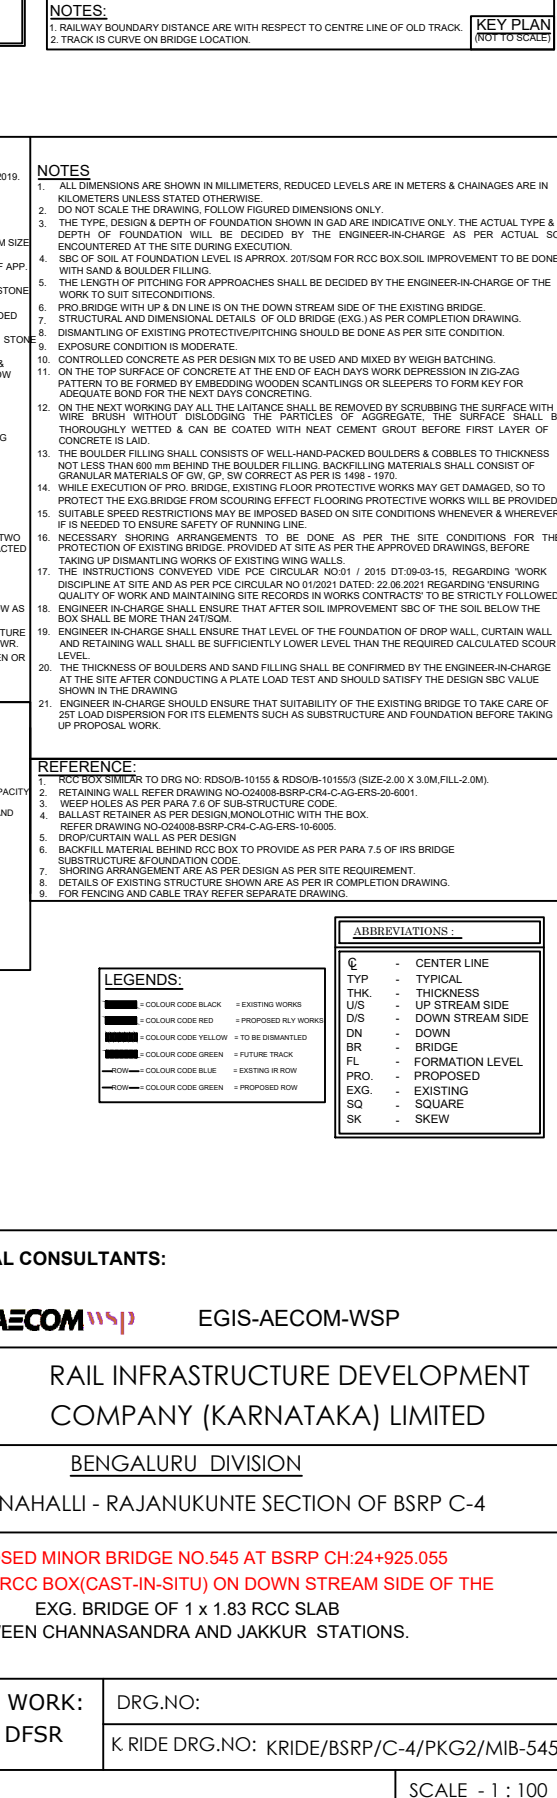 NOTES:
1. RAILWAY BOUNDARY DISTANCE ARE WITH RESPECT TO CENTRE LINE OF OLD TRACK.
2. TRACK IS CURVE ON BRIDGE LOCATION.
KEY PLAN
(NOT TO SCALE)
2019.
M SIZE
F APP.
STONE
DED
STONE
&
OW
G
TWO
ACTED
OW AS
TURE
WR.
EN OR
PACITY
AND
NOTES
1. ALL DIMENSIONS ARE SHOWN IN MILLIMETERS, REDUCED LEVELS ARE IN METERS & CHAINAGES ARE IN
KILOMETERS UNLESS STATED OTHERWISE.
2. DO NOT SCALE THE DRAWING, FOLLOW FIGURED DIMENSIONS ONLY.
3. THE TYPE, DESIGN & DEPTH OF FOUNDATION SHOWN IN GAD ARE INDICATIVE ONLY. THE ACTUAL TYPE &
DEPTH OF FOUNDATION WILL BE DECIDED BY THE ENGINEER-IN-CHARGE AS PER ACTUAL SO
ENCOUNTERED AT THE SITE DURING EXECUTION.
4. SBC OF SOIL AT FOUNDATION LEVEL IS APRROX. 20T/SQM FOR RCC BOX.SOIL IMPROVEMENT TO BE DONE
WITH SAND & BOULDER FILLING.
5. THE LENGTH OF PITCHING FOR APPROACHES SHALL BE DECIDED BY THE ENGINEER-IN-CHARGE OF THE
WORK TO SUIT SITECONDITIONS.
6. PRO.BRIDGE WITH UP & DN LINE IS ON THE DOWN STREAM SIDE OF THE EXISTING BRIDGE.
7. STRUCTURAL AND DIMENSIONAL DETAILS OF OLD BRIDGE (EXG.) AS PER COMPLETION DRAWING.
8. DISMANTLING OF EXISTING PROTECTIVE/PITCHING SHOULD BE DONE AS PER SITE CONDITION.
9. EXPOSURE CONDITION IS MODERATE.
10. CONTROLLED CONCRETE AS PER DESIGN MIX TO BE USED AND MIXED BY WEIGH BATCHING.
11. ON THE TOP SURFACE OF CONCRETE AT THE END OF EACH DAYS WORK DEPRESSION IN ZIG-ZAG
PATTERN TO BE FORMED BY EMBEDDING WOODEN SCANTLINGS OR SLEEPERS TO FORM KEY FOR
ADEQUATE BOND FOR THE NEXT DAYS CONCRETING.
12. ON THE NEXT WORKING DAY ALL THE LAITANCE SHALL BE REMOVED BY SCRUBBING THE SURFACE WITH
WIRE BRUSH WITHOUT DISLODGING THE PARTICLES OF AGGREGATE, THE SURFACE SHALL B
THOROUGHLY WETTED & CAN BE COATED WITH NEAT CEMENT GROUT BEFORE FIRST LAYER OF
CONCRETE IS LAID.
13. THE BOULDER FILLING SHALL CONSISTS OF WELL-HAND-PACKED BOULDERS & COBBLES TO THICKNESS
NOT LESS THAN 600 mm BEHIND THE BOULDER FILLING. BACKFILLING MATERIALS SHALL CONSIST OF
GRANULAR MATERIALS OF GW, GP, SW CORRECT AS PER IS 1498 - 1970.
14. WHILE EXECUTION OF PRO. BRIDGE, EXISTING FLOOR PROTECTIVE WORKS MAY GET DAMAGED, SO TO
PROTECT THE EXG.BRIDGE FROM SCOURING EFFECT FLOORING PROTECTIVE WORKS WILL BE PROVIDED
15. SUITABLE SPEED RESTRICTIONS MAY BE IMPOSED BASED ON SITE CONDITIONS WHENEVER & WHEREVER
IF IS NEEDED TO ENSURE SAFETY OF RUNNING LINE.
16. NECESSARY SHORING ARRANGEMENTS TO BE DONE AS PER THE SITE CONDITIONS FOR THE
PROTECTION OF EXISTING BRIDGE. PROVIDED AT SITE AS PER THE APPROVED DRAWINGS, BEFORE
TAKING UP DISMANTLING WORKS OF EXISTING WING WALLS.
17. THE INSTRUCTIONS CONVEYED VIDE PCE CIRCULAR NO:01 / 2015 DT:09-03-15, REGARDING 'WORK
DISCIPLINE AT SITE AND AS PER PCE CIRCULAR NO 01/2021 DATED: 22.06.2021 REGARDING 'ENSURING
QUALITY OF WORK AND MAINTAINING SITE RECORDS IN WORKS CONTRACTS' TO BE STRICTLY FOLLOWED
18. ENGINEER IN-CHARGE SHALL ENSURE THAT AFTER SOIL IMPROVEMENT SBC OF THE SOIL BELOW THE
BOX SHALL BE MORE THAN 24T/SQM.
19. ENGINEER IN-CHARGE SHALL ENSURE THAT LEVEL OF THE FOUNDATION OF DROP WALL, CURTAIN WALL
AND RETAINING WALL SHALL BE SUFFICIENTLY LOWER LEVEL THAN THE REQUIRED CALCULATED SCOUR
LEVEL.
20. THE THICKNESS OF BOULDERS AND SAND FILLING SHALL BE CONFIRMED BY THE ENGINEER-IN-CHARGE
AT THE SITE AFTER CONDUCTING A PLATE LOAD TEST AND SHOULD SATISFY THE DESIGN SBC VALUE
SHOWN IN THE DRAWING
21. ENGINEER IN-CHARGE SHOULD ENSURE THAT SUITABILITY OF THE EXISTING BRIDGE TO TAKE CARE OF
25T LOAD DISPERSION FOR ITS ELEMENTS SUCH AS SUBSTRUCTURE AND FOUNDATION BEFORE TAKING
UP PROPOSAL WORK.
REFERENCE:
1. RCC BOX SIMILAR TO DRG NO: RDSO/B-10155 & RDSO/B-10155/3 (SIZE-2.00 X 3.0M,FILL-2.0M).
2. RETAINING WALL REFER DRAWING NO-O24008-BSRP-CR4-C-AG-ERS-20-6001.
3. WEEP HOLES AS PER PARA 7.6 OF SUB-STRUCTURE CODE.
4. BALLAST RETAINER AS PER DESIGN,MONOLOTHIC WITH THE BOX.
REFER DRAWING NO-O24008-BSRP-CR4-C-AG-ERS-10-6005.
5. DROP/CURTAIN WALL AS PER DESIGN
6. BACKFILL MATERIAL BEHIND RCC BOX TO PROVIDE AS PER PARA 7.5 OF IRS BRIDGE
SUBSTRUCTURE &FOUNDATION CODE.
7. SHORING ARRANGEMENT ARE AS PER DESIGN AS PER SITE REQUIREMENT.
8. DETAILS OF EXISTING STRUCTURE SHOWN ARE AS PER IR COMPLETION DRAWING.
9. FOR FENCING AND CABLE TRAY REFER SEPARATE DRAWING.
LEGENDS:
= COLOUR CODE BLACK = EXISTING WORKS
= COLOUR CODE RED = PROPOSED RLY WORKS
= COLOUR CODE YELLOW = TO BE DISMANTLED
= COLOUR CODE GREEN = FUTURE TRACK
ROW = COLOUR CODE BLUE = EXSTING IR ROW
ROW = COLOUR CODE GREEN = PROPOSED ROW
ABBREVIATIONS :
℄ - CENTER LINE
TYP - TYPICAL
THK. - THICKNESS
U/S - UP STREAM SIDE
D/S - DOWN STREAM SIDE
DN - DOWN
BR - BRIDGE
FL - FORMATION LEVEL
PRO. - PROPOSED
EXG. - EXISTING
SQ - SQUARE
SK - SKEW
AL CONSULTANTS:
AECOM wsp EGIS-AECOM-WSP
RAIL INFRASTRUCTURE DEVELOPMENT
COMPANY (KARNATAKA) LIMITED
BENGALURU DIVISION
NAHALLI - RAJANUKUNTE SECTION OF BSRP C-4
SED MINOR BRIDGE NO.545 AT BSRP CH:24+925.055
RCC BOX(CAST-IN-SITU) ON DOWN STREAM SIDE OF THE
EXG. BRIDGE OF 1 x 1.83 RCC SLAB
EEN CHANNASANDRA AND JAKKUR STATIONS.
WORK:
DFSR
DRG.NO:
K RIDE DRG.NO: KRIDE/BSRP/C-4/PKG2/MIB-545
SCALE - 1 : 100